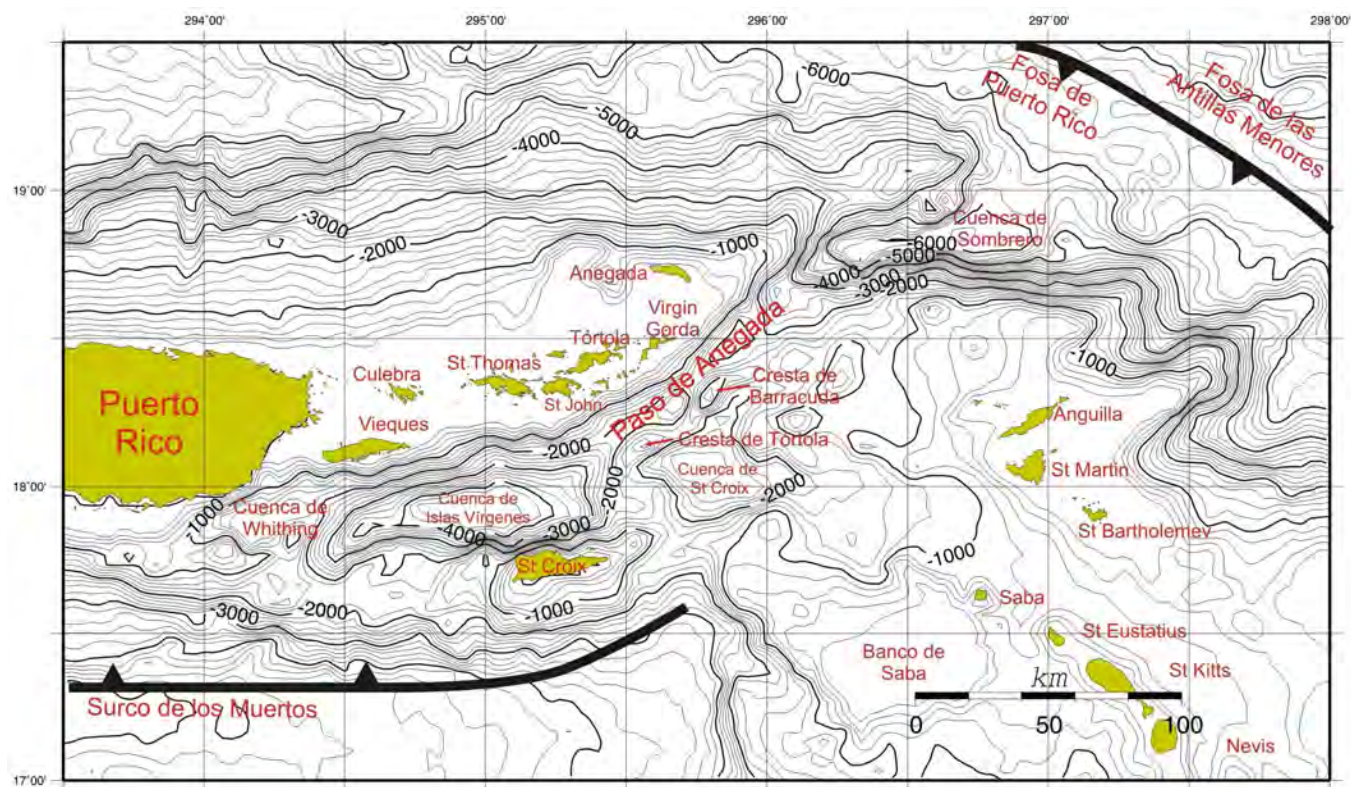 294˚00'
295˚00'
296˚00'
297˚00'
298˚00'
-6000
-5000
-4000
Fosa de
Puerto Rico
Fosa de las
Antillas Menores
19˚00'
-3000
-2000
-1000
Cuenca de
Sombrero
-6000
-5000
-4000
-3000
-2000
Anegada
Virgin
Gorda
Tórtola
St Thomas
St John
Culebra
Vieques
Puerto
Rico
Paso de Anegada
Cresta de
Barracuda
Cresta de Tórtola
-1000
Anguilla
St Martin
St Bartholemey
-2000
-2000
Cuenca de
St Croix
-2000
18˚00'
-1000
Cuenca de
Whithing
Cuenca de
Islas Vírgenes
-4000
-3000
St Croix
-1000
-1000
-3000
-2000
Saba
St Eustatius
St Kitts
Banco de
Saba
km
0
50
100
Nevis
Surco de los Muertos
17˚00'